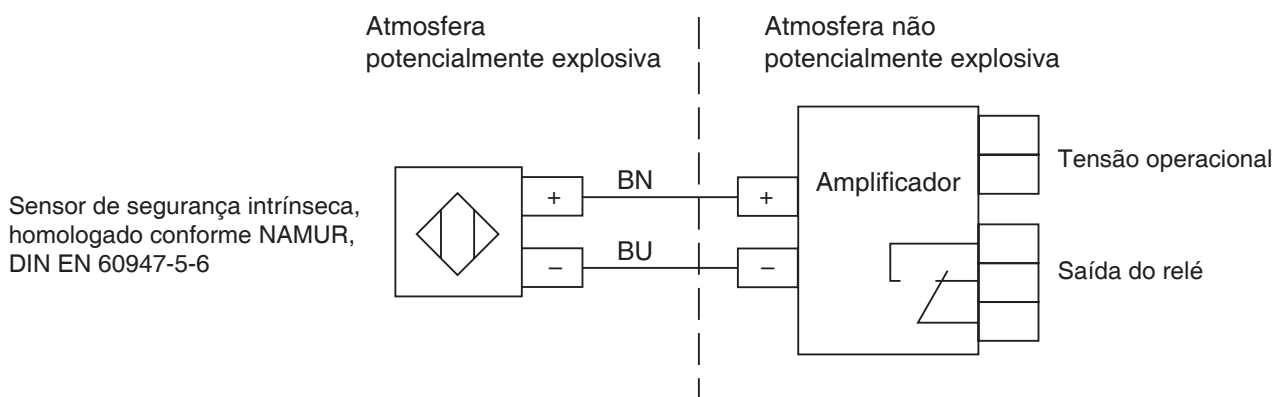 Atmosfera
potencialmente explosiva
Atmosfera não
potencialmente explosiva
Sensor de segurança intrínseca,
homologado conforme NAMUR,
DIN EN 60947-5-6
+
−
BN
BU
+
−
Amplificador
Tensão operacional
Saída do relé